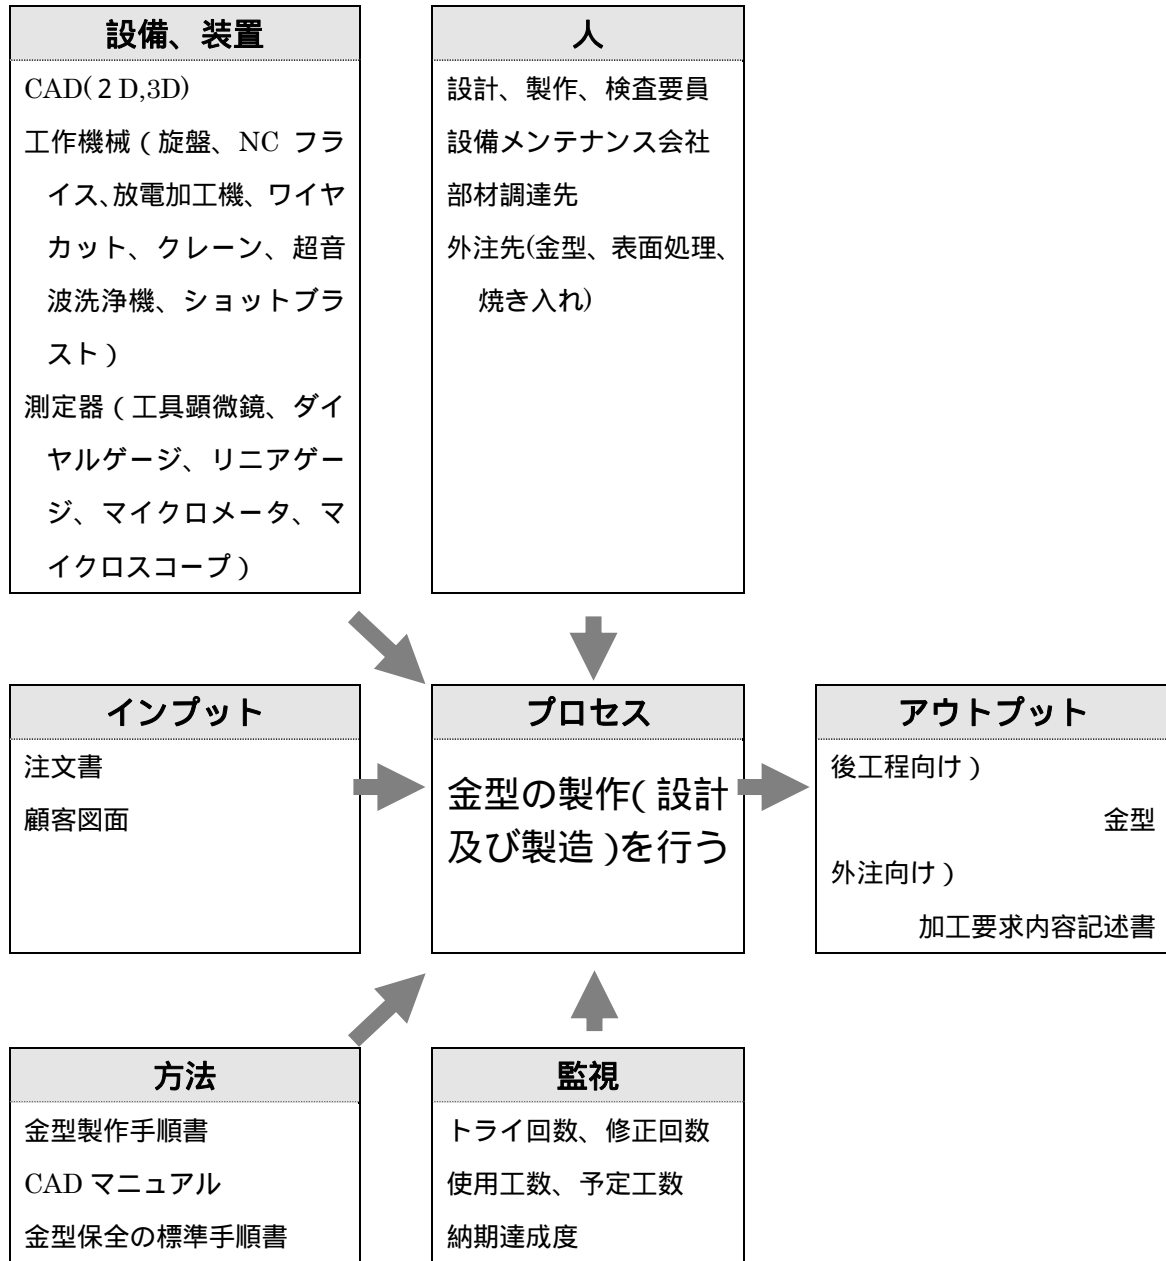 設備、装置
CAD(２D,3D)
工作機械（旋盤、NC フラ
イス、放電加工機、ワイヤ
カット、クレーン、超音
波洗浄機、ショットブラ
スト）
測定器（工具顕微鏡、ダイ
ヤルゲージ、リニアゲー
ジ、マイクロメータ、マ
イクロスコープ）
人
設計、製作、検査要員
設備メンテナンス会社
部材調達先
外注先(金型、表面処理、
焼き入れ)
インプット
注文書
顧客図面
プロセス
金型の製作（設計
及び製造）を行う
アウトプット
後工程向け）
金型
外注向け）
加工要求内容記述書
方法
金型製作手順書
CAD マニュアル
金型保全の標準手順書
監視
トライ回数、修正回数
使用工数、予定工数
納期達成度